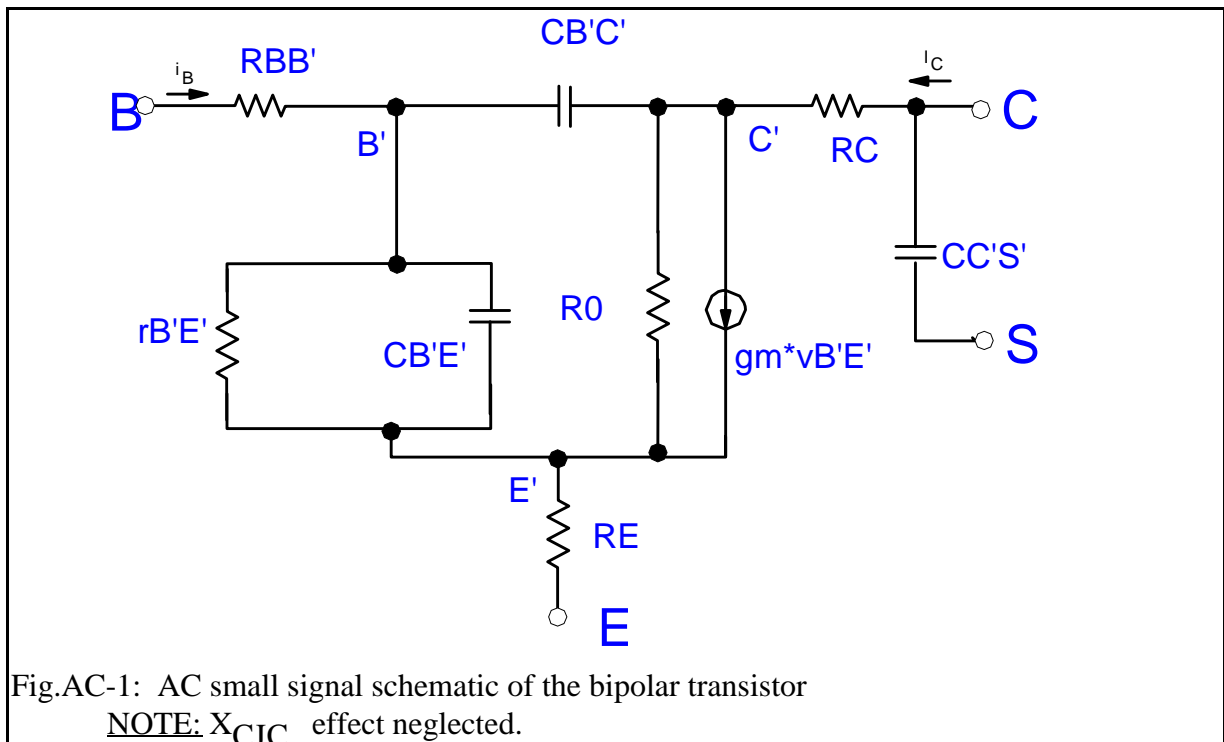 CB'C'
RBB'
iB
IC
B
C
B'
C'
RC
CC'S'
rB'E'
CB'E'
R0
gm*vB'E'
S
E'
RE
E
Fig.AC-1: AC small signal schematic of the bipolar transistor
NOTE: XCJC effect neglected.